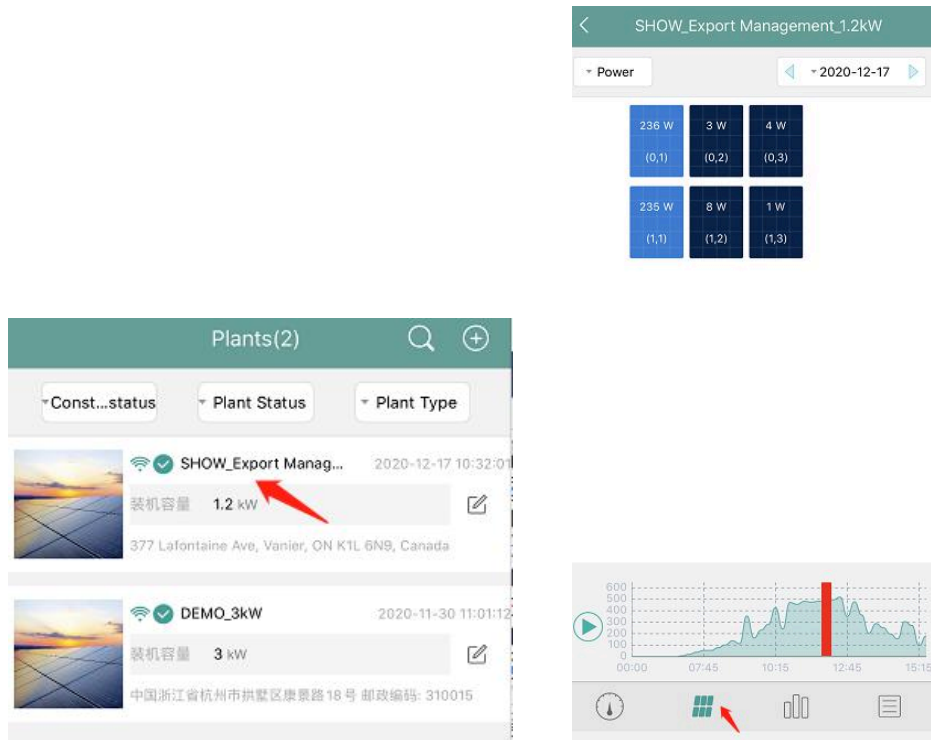 SHOW_Export Management_1.2kW
Power
2020-12-17
236 W 3 W 4 W
(0,1) (0,2) (0,3)
235 W 8 W 1 W
(1,1) (1,2) (1,3)
Plants(2)
Const...status Plant Status Plant Type
SHOW_Export Manag... 2020-12-17 10:32:01
装机容量 1.2 kW
377 Lafontaine Ave, Vanier, ON K1L 6N9, Canada
DEMO_3kW 2020-11-30 11:01:12
装机容量 3 kW
中国浙江省杭州市拱墅区康景路18号 邮政编码: 310015
600
500
400
300
200
100
0
00:00 07:45 10:15 12:45 15:15